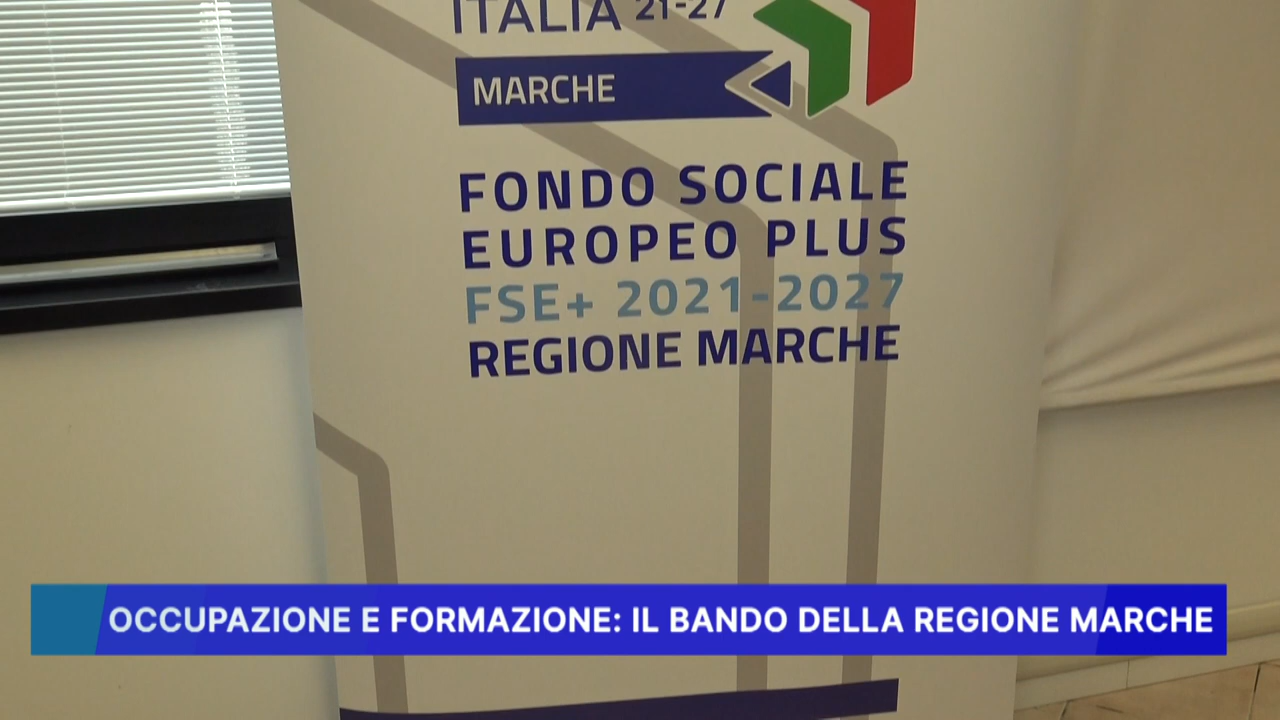 ITALIA 21-27
MARCHE
FONDO SOCIALE
EUROPEO PLUS
FSE+ 2021-2027
REGIONE MARCHE
OCCUPAZIONE E FORMAZIONE: IL BANDO DELLA REGIONE MARCHE